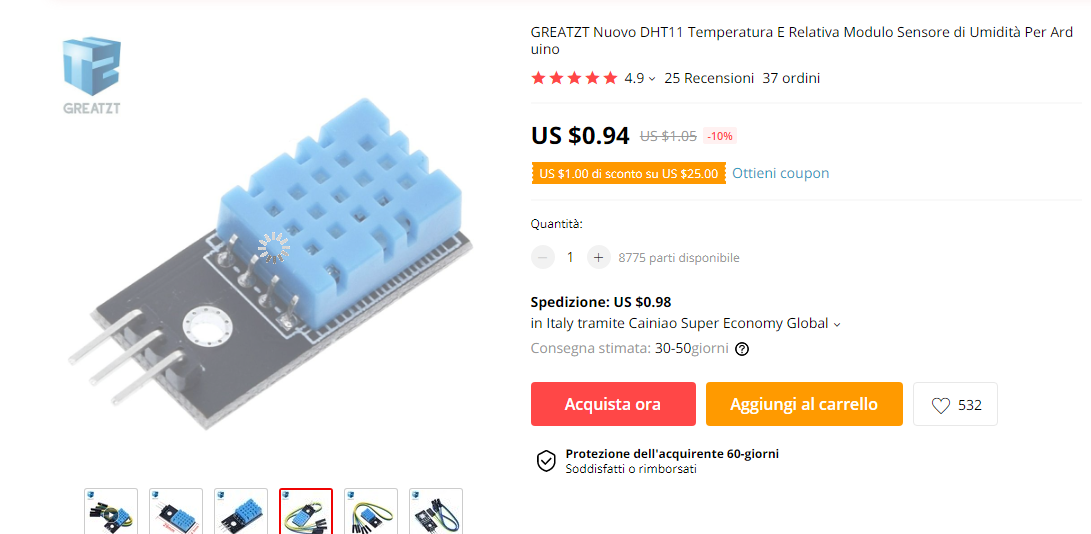 GREATZT
GREATZT Nuovo DHT11 Temperatura E Relativa Modulo Sensore di Umidità Per Ard
uino
4.9 25 Recensioni 37 ordini
US $0.94 US $1.05 -10%
US $1.00 di sconto su US $25.00 Ottieni coupon
Quantità:
1 8775 parti disponibile
Spedizione: US $0.98
in Italy tramite Cainiao Super Economy Global
Consegna stimata: 30-50giorni
Acquista ora
Aggiungi al carrello
532
Protezione dell'acquirente 60-giorni
Soddisfatti o rimborsati